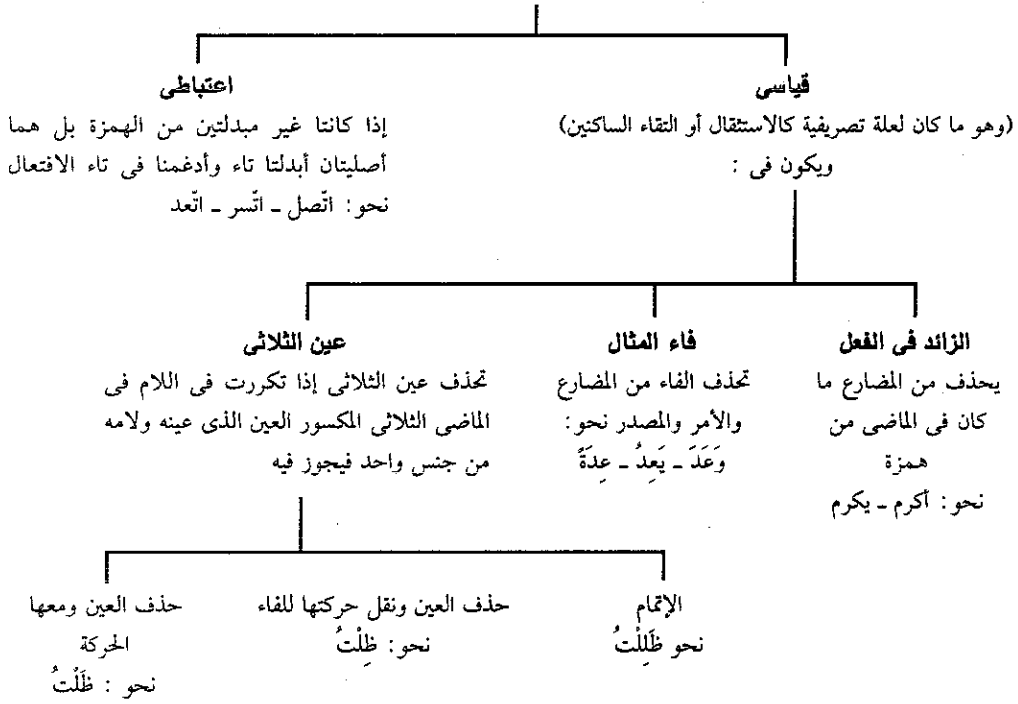 قياسى
(وهو ما كان لعلة تصريفية كالاستثقال أو التقاء الساكنين)
ويكون فى :
اعتباطى
إذا كانتا غير مبدلتين من الهمزة بل هما
أصليتان أبدلتا تاء وأدغمنا فى تاء الافتعال
نحو : اتّصل ـ اتّسر ـ اتّعد
الزائد فى الفعل
يحذف من المضارع ما
كان فى الماضى من
همزة
نحو : أكرم ـ يكرم
فاء المثال
تحذف الفاء من المضارع
والأمر والمصدر نحو :
وَعَدَ ـ يَعِدُ ـ عِدَةً
عين الثلاثى
تحذف عين الثلاثى إذا تكررت فى اللام فى
الماضى الثلاثى المكسور العين الذى عينه ولامه
من جنس واحد فيجوز فيه
الإتمام
نحو ظَلِلْتُ
حذف العين ونقل حركتها للفاء
نحو : ظِلْتُ
حذف العين ومعها
الحركة
نحو : ظَلْتُ